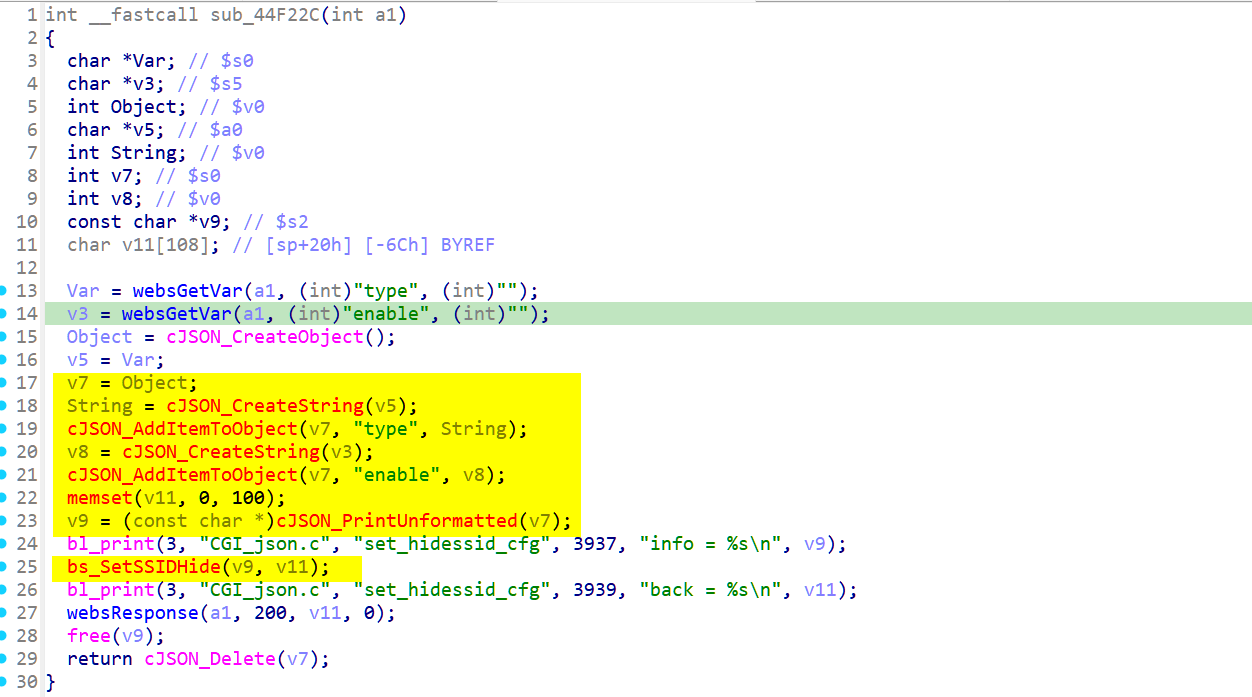 1 int __fastcall sub_44F22C(int a1)
2 {
3 char *Var; // $s0
4 char *v3; // $s5
5 int Object; // $v0
6 char *v5; // $a0
7 int String; // $v0
8 int v7; // $s0
9 int v8; // $v0
10 const char *v9; // $s2
11 char v11[108]; // [sp+20h] [-6Ch] BYREF
12
13 Var = websGetVar(a1, (int)"type", (int)"");
14 v3 = websGetVar(a1, (int)"enable", (int)"");
15 Object = cJSON_CreateObject();
16 v5 = Var;
17 v7 = Object;
18 String = cJSON_CreateString(v5);
19 cJSON_AddItemToObject(v7, "type", String);
20 v8 = cJSON_CreateString(v3);
21 cJSON_AddItemToObject(v7, "enable", v8);
22 memset(v11, 0, 100);
23 v9 = (const char *)cJSON_PrintUnformatted(v7);
24 bl_print(3, "CGI_json.c", "set_hidessid_cfg", 3937, "info = %s\n", v9);
25 bs_SetSSIDHide(v9, v11);
26 bl_print(3, "CGI_json.c", "set_hidessid_cfg", 3939, "back = %s\n", v11);
27 websResponse(a1, 200, v11, 0);
28 free(v9);
29 return cJSON_Delete(v7);
30 }